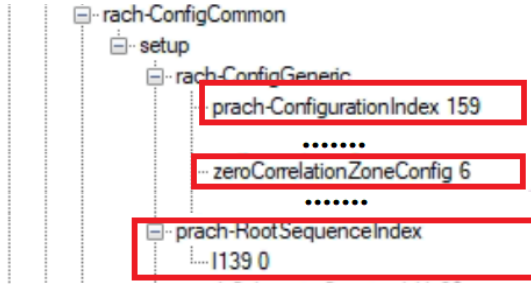 rach-ConfigCommon
setup
rach-ConfigGeneric
prach-ConfigurationIndex 159
.......
zeroCorrelationZoneConfig 6
.......
prach-RootSequenceIndex
l139 0